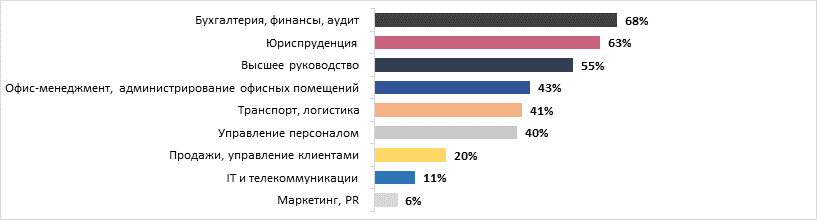 Бухгалтерия, финансы, аудит 68%
Юриспруденция 63%
Высшее руководство 55%
Офис-менеджмент, администрирование офисных помещений 43%
Транспорт, логистика 41%
Управление персоналом 40%
Продажи, управление клиентами 20%
IT и телекоммуникации 11%
Маркетинг, PR 6%